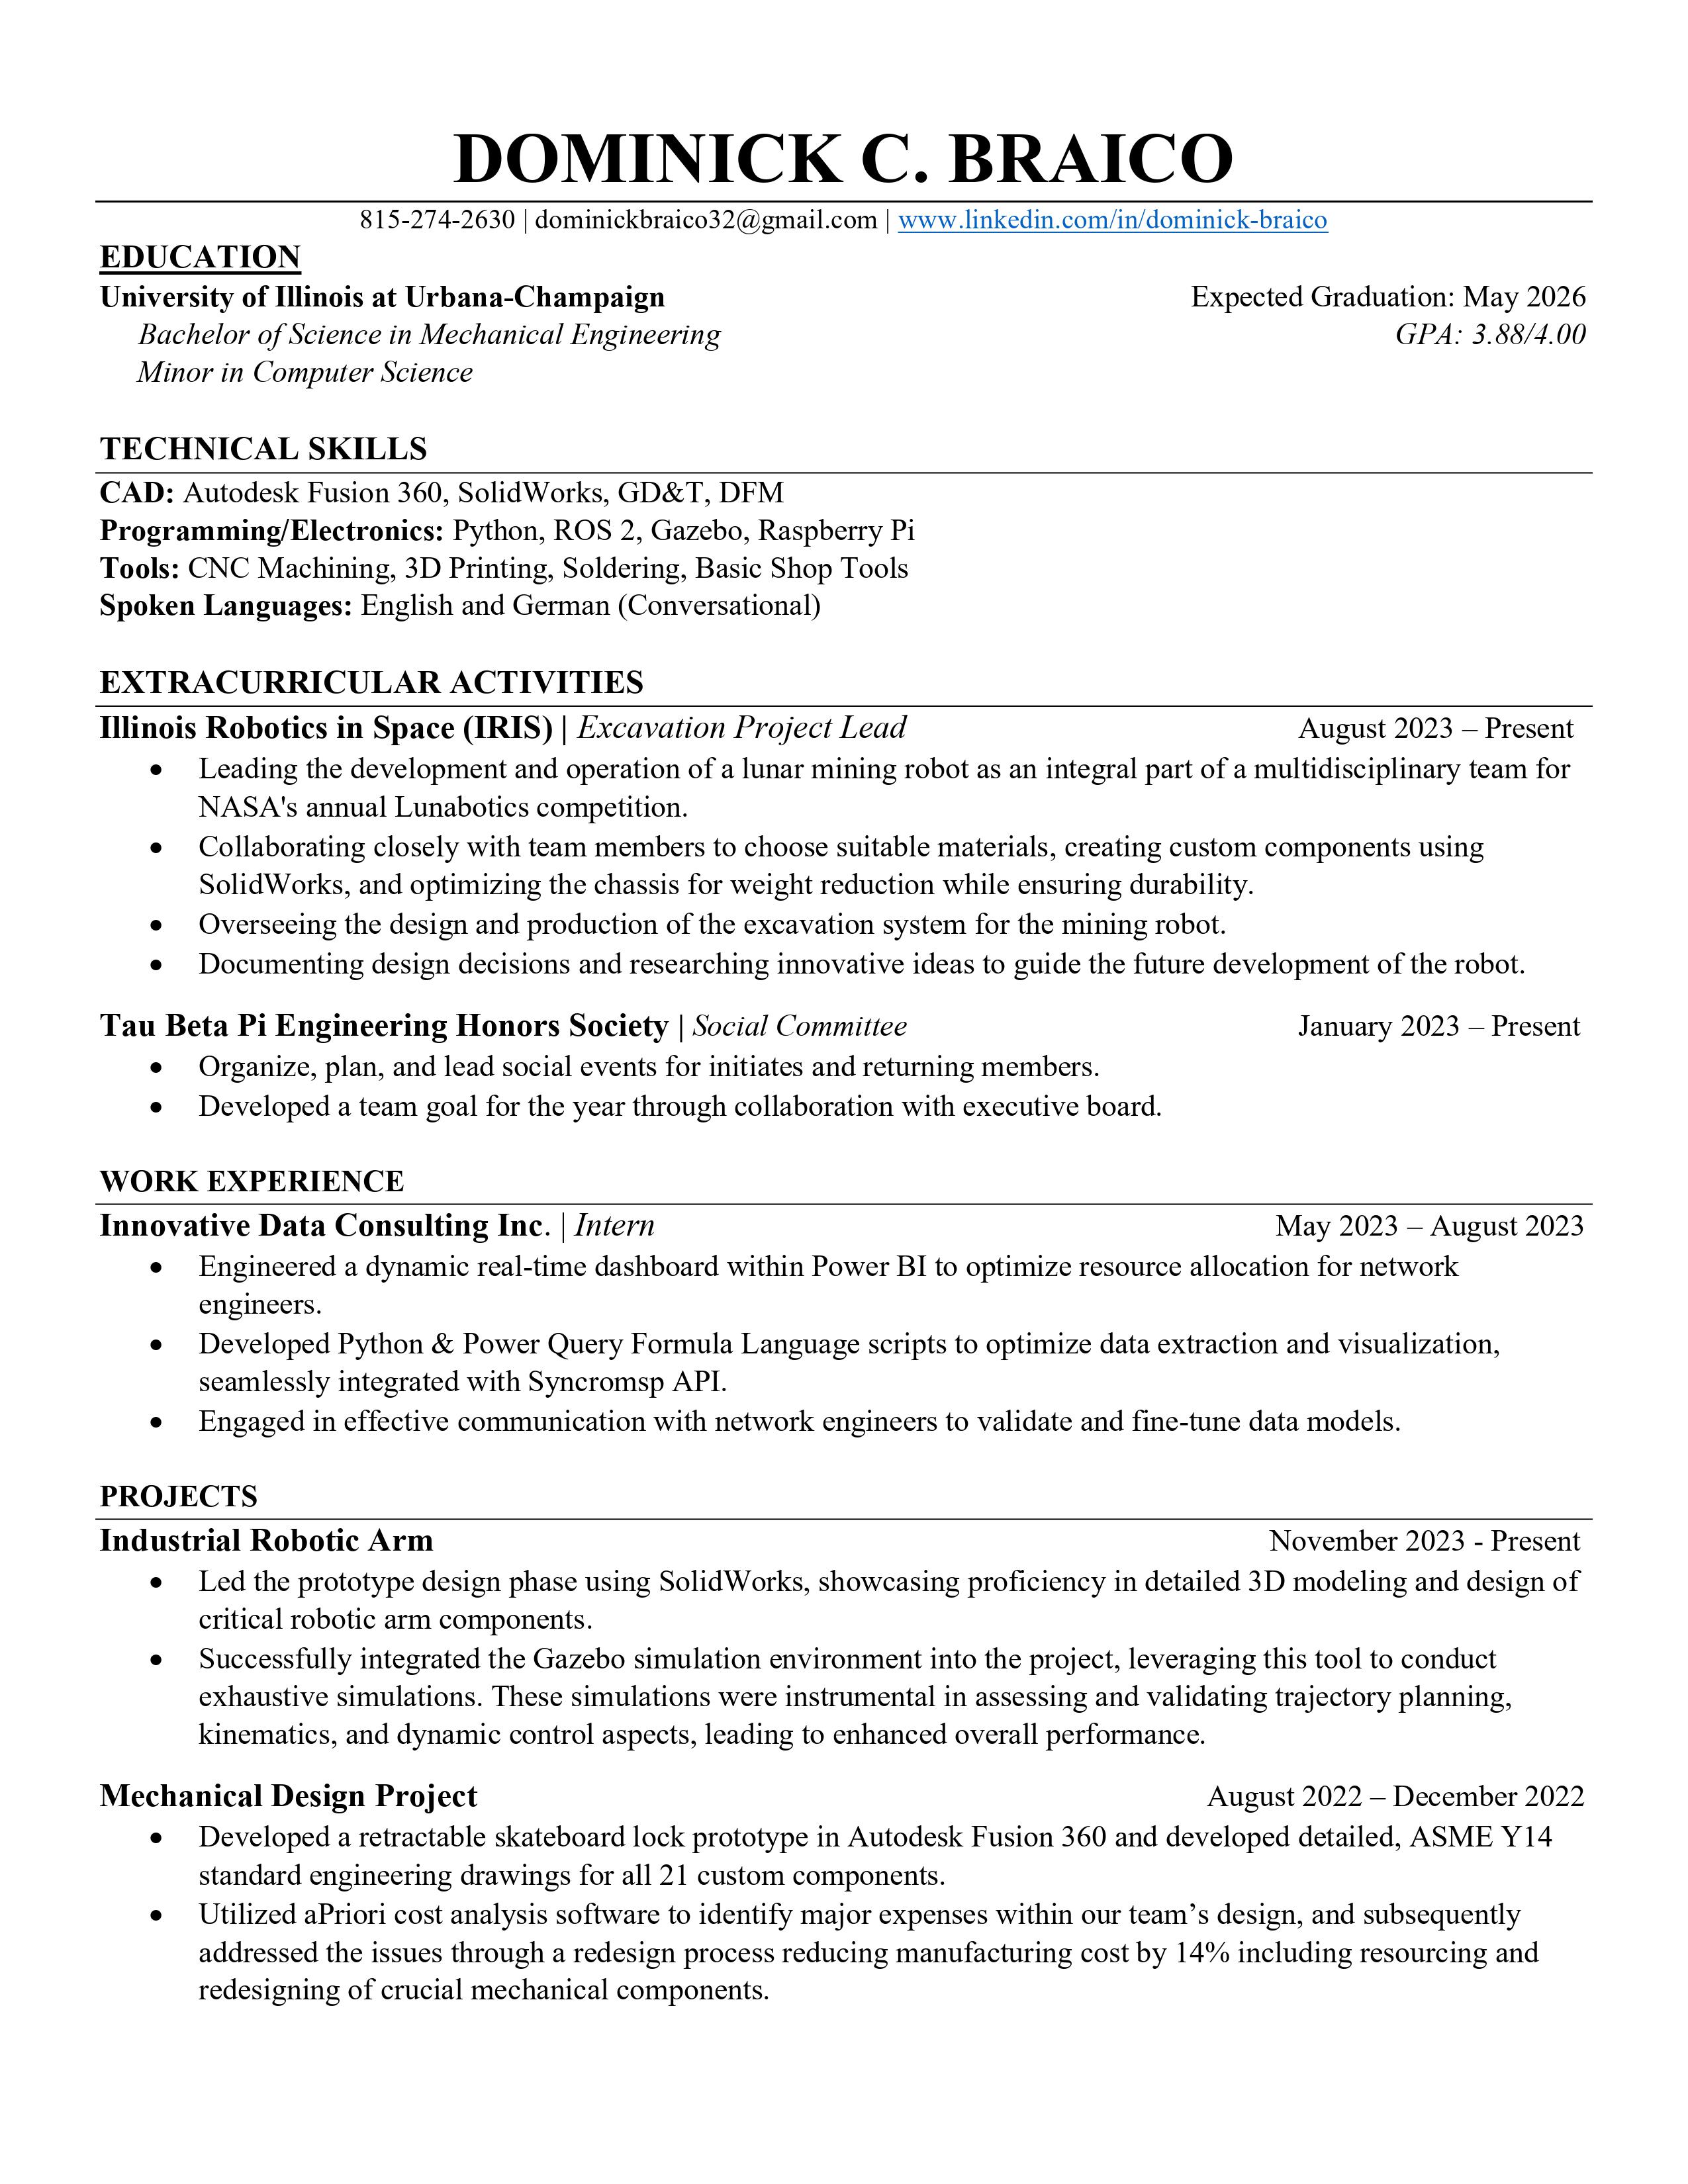 DOMINICK C. BRAICO
815-274-2630 | dominickbraico32@gmail.com | www.linkedin.com/in/dominick-braico
EDUCATION
University of Illinois at Urbana-Champaign Expected Graduation: May 2026
Bachelor of Science in Mechanical Engineering GPA: 3.88/4.00
Minor in Computer Science
TECHNICAL SKILLS
CAD: Autodesk Fusion 360, SolidWorks, GD&T, DFM
Programming/Electronics: Python, ROS 2, Gazebo, Raspberry Pi
Tools: CNC Machining, 3D Printing, Soldering, Basic Shop Tools
Spoken Languages: English and German (Conversational)
EXTRACURRICULAR ACTIVITIES
Illinois Robotics in Space (IRIS) | Excavation Project Lead August 2023 – Present
• Leading the development and operation of a lunar mining robot as an integral part of a multidisciplinary team for
NASA's annual Lunabotics competition.
• Collaborating closely with team members to choose suitable materials, creating custom components using
SolidWorks, and optimizing the chassis for weight reduction while ensuring durability.
• Overseeing the design and production of the excavation system for the mining robot.
• Documenting design decisions and researching innovative ideas to guide the future development of the robot.
Tau Beta Pi Engineering Honors Society | Social Committee January 2023 – Present
• Organize, plan, and lead social events for initiates and returning members.
• Developed a team goal for the year through collaboration with executive board.
WORK EXPERIENCE
Innovative Data Consulting Inc. | Intern May 2023 – August 2023
• Engineered a dynamic real-time dashboard within Power BI to optimize resource allocation for network
engineers.
• Developed Python & Power Query Formula Language scripts to optimize data extraction and visualization,
seamlessly integrated with Syncromsp API.
• Engaged in effective communication with network engineers to validate and fine-tune data models.
PROJECTS
Industrial Robotic Arm November 2023 - Present
• Led the prototype design phase using SolidWorks, showcasing proficiency in detailed 3D modeling and design of
critical robotic arm components.
• Successfully integrated the Gazebo simulation environment into the project, leveraging this tool to conduct
exhaustive simulations. These simulations were instrumental in assessing and validating trajectory planning,
kinematics, and dynamic control aspects, leading to enhanced overall performance.
Mechanical Design Project August 2022 – December 2022
• Developed a retractable skateboard lock prototype in Autodesk Fusion 360 and developed detailed, ASME Y14
standard engineering drawings for all 21 custom components.
• Utilized aPriori cost analysis software to identify major expenses within our team’s design, and subsequently
addressed the issues through a redesign process reducing manufacturing cost by 14% including resourcing and
redesigning of crucial mechanical components.